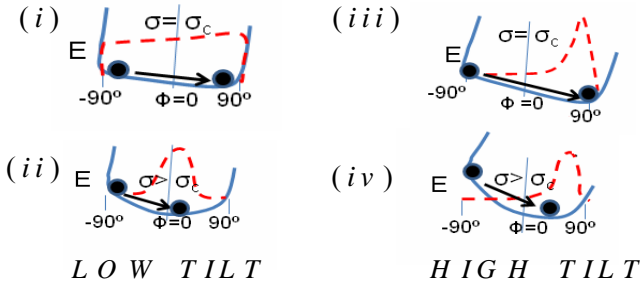 (i) σ= σc
E
-90º Φ=0 90º
(iii) σ= σc
E
-90º Φ=0 90º
(ii) σ> σc
E
-90º Φ=0 90º
(iv) σ> σc
E
-90º Φ=0 90º
LOW TILT
HIGH TILT